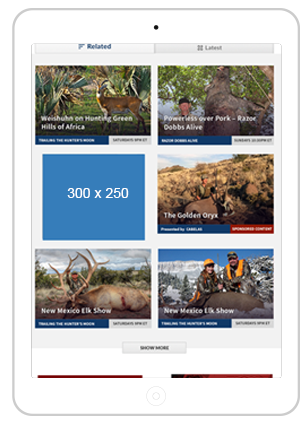 Related
Latest
Weishuhn on Hunting Green
Hills of Africa
TRAILING THE HUNTER'S MOON
SATURDAYS 9PM ET
Powerless over Pork – Razor
Dobbs Alive
RAZOR DOBBS ALIVE
SUNDAYS 10:30PM ET
300 x 250
The Golden Oryx
Presented by CABELAS
SPONSORED CONTENT
New Mexico Elk Show
TRAILING THE HUNTER'S MOON
SATURDAYS 9PM ET
New Mexico Elk Show
TRAILING THE HUNTER'S MOON
SATURDAYS 9PM ET
SHOW MORE